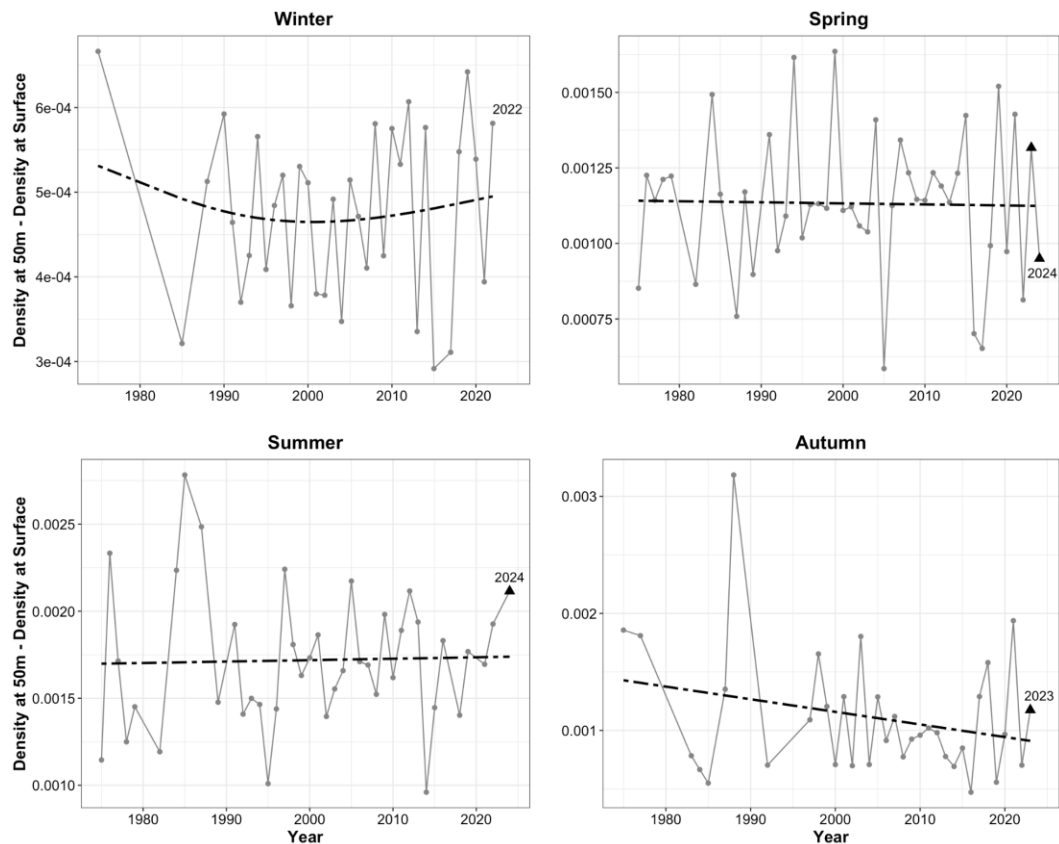 Winter
Spring
Density at 50m - Density at Surface
6e-04
5e-04
4e-04
3e-04
2022
1980
1990
2000
2010
2020
0.00150
0.00125
0.00100
0.00075
2024
1980
1990
2000
2010
2020
Summer
Autumn
Density at 50m - Density at Surface
0.0025
0.0020
0.0015
0.0010
2024
1980
1990
2000
2010
2020
Year
0.003
0.002
0.001
2023
1980
1990
2000
2010
2020
Year